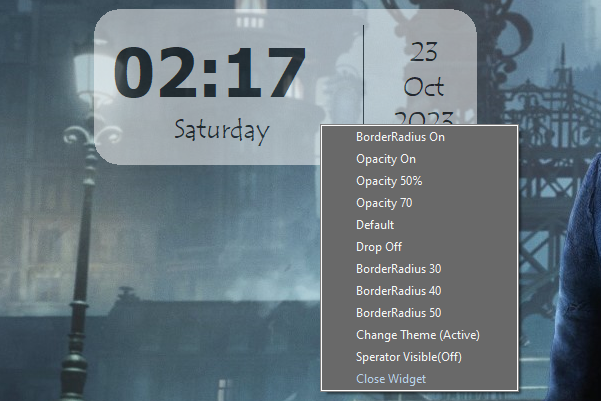 02:17
Saturday
23
Oct
2023
BorderRadius On
Opacity On
Opacity 50%
Opacity 70
Default
Drop Off
BorderRadius 30
BorderRadius 40
BorderRadius 50
Change Theme (Active)
Sperator Visible(Off)
Close Widget